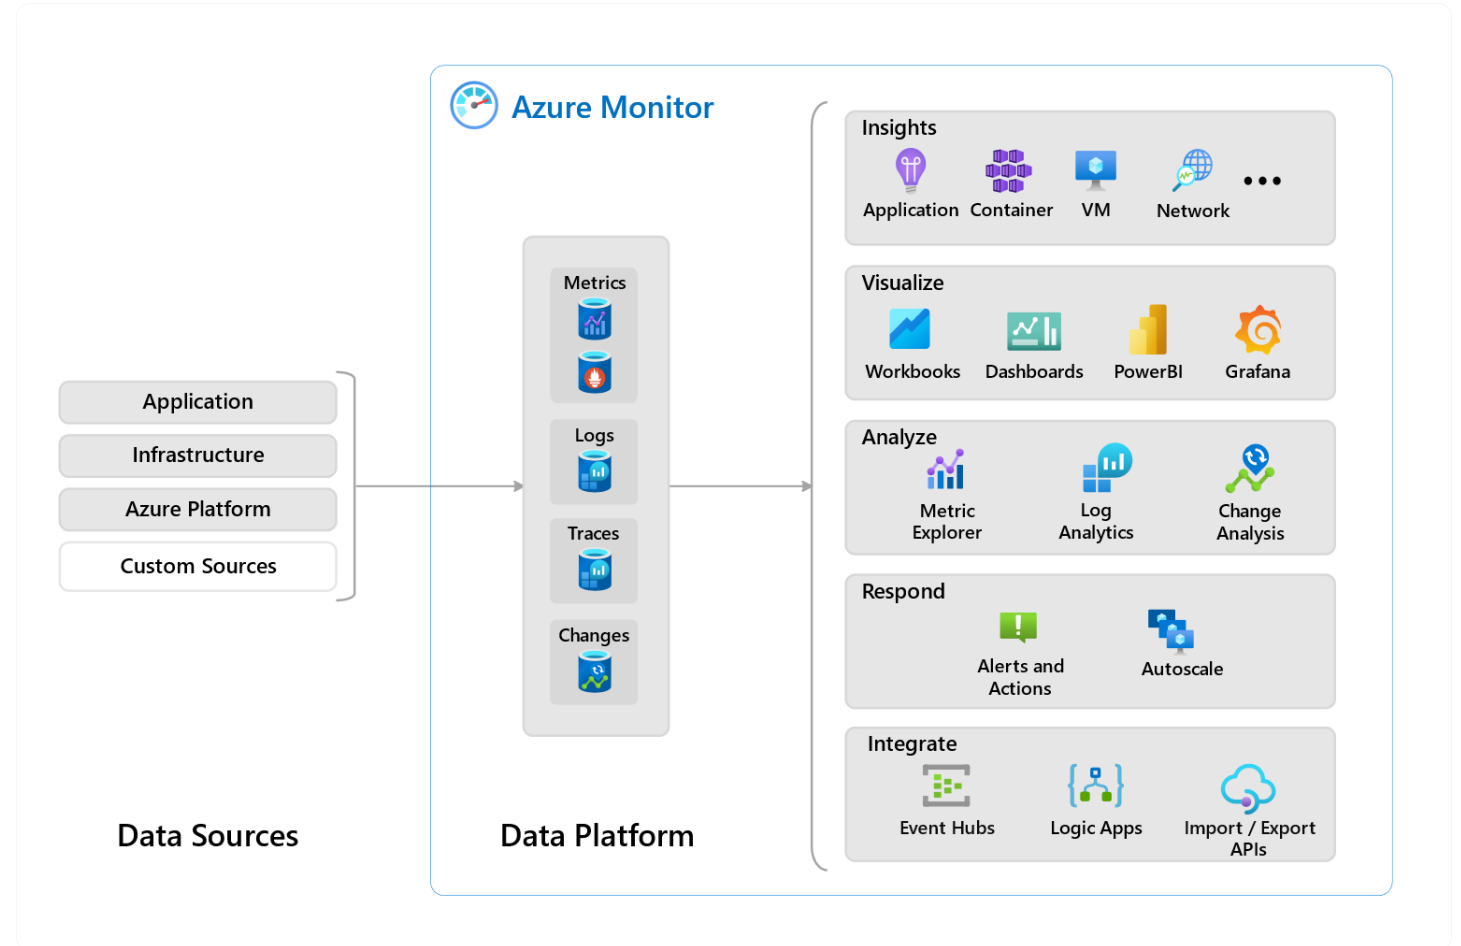 Azure Monitor
Application
Infrastructure
Azure Platform
Custom Sources
Data Sources
Metrics
Logs
Traces
Changes
Data Platform
Insights
Application
Container
VM
Network
...
Visualize
Workbooks
Dashboards
PowerBI
Grafana
Analyze
Metric
Explorer
Log
Analytics
Change
Analysis
Respond
Alerts and
Actions
Autoscale
Integrate
Event Hubs
Logic Apps
Import / Export
APIs